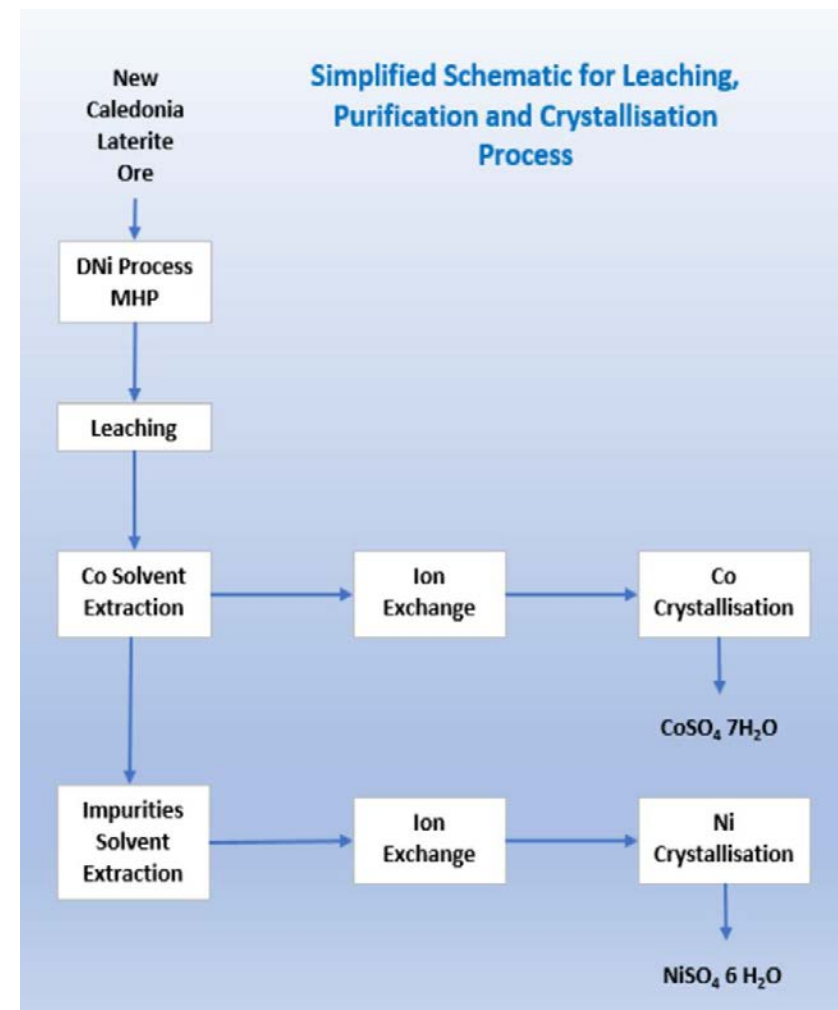 Simplified Schematic for Leaching,
Purification and Crystallisation
Process
New
Caledonia
Laterite
Ore
DNi Process
MHP
Leaching
Co Solvent
Extraction
Ion
Exchange
Co
Crystallisation
CoSO₄ 7H₂O
Impurities
Solvent
Extraction
Ion
Exchange
Ni
Crystallisation
NiSO₄ 6 H₂O